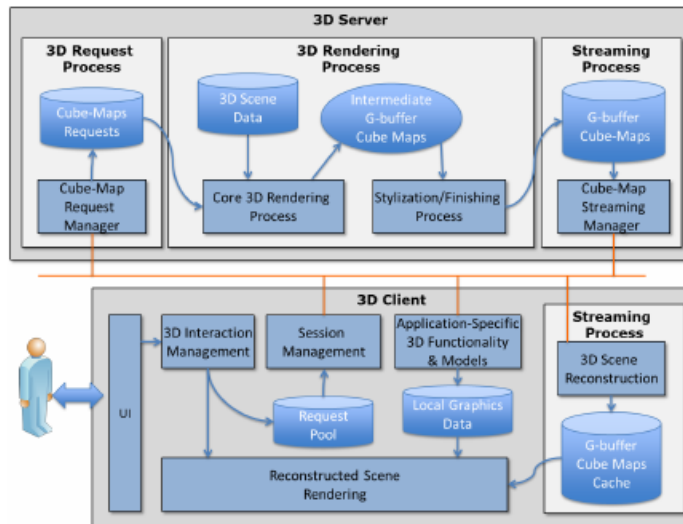 3D Server
3D Request
Process
3D Rendering
Process
Streaming
Process
Cube-Maps
Requests
3D Scene
Data
Intermediate
G-buffer
Cube Maps
G-buffer
Cube-Maps
Cube-Map
Request
Manager
Core 3D Rendering
Process
Stylization/Finishing
Process
Cube-Map
Streaming
Manager
3D Client
UI
3D Interaction
Management
Session
Management
Application-Specific
3D Functionality
& Models
Streaming
Process
3D Scene
Reconstruction
Request
Pool
Local Graphics
Data
G-buffer
Cube Maps
Cache
Reconstructed Scene
Rendering